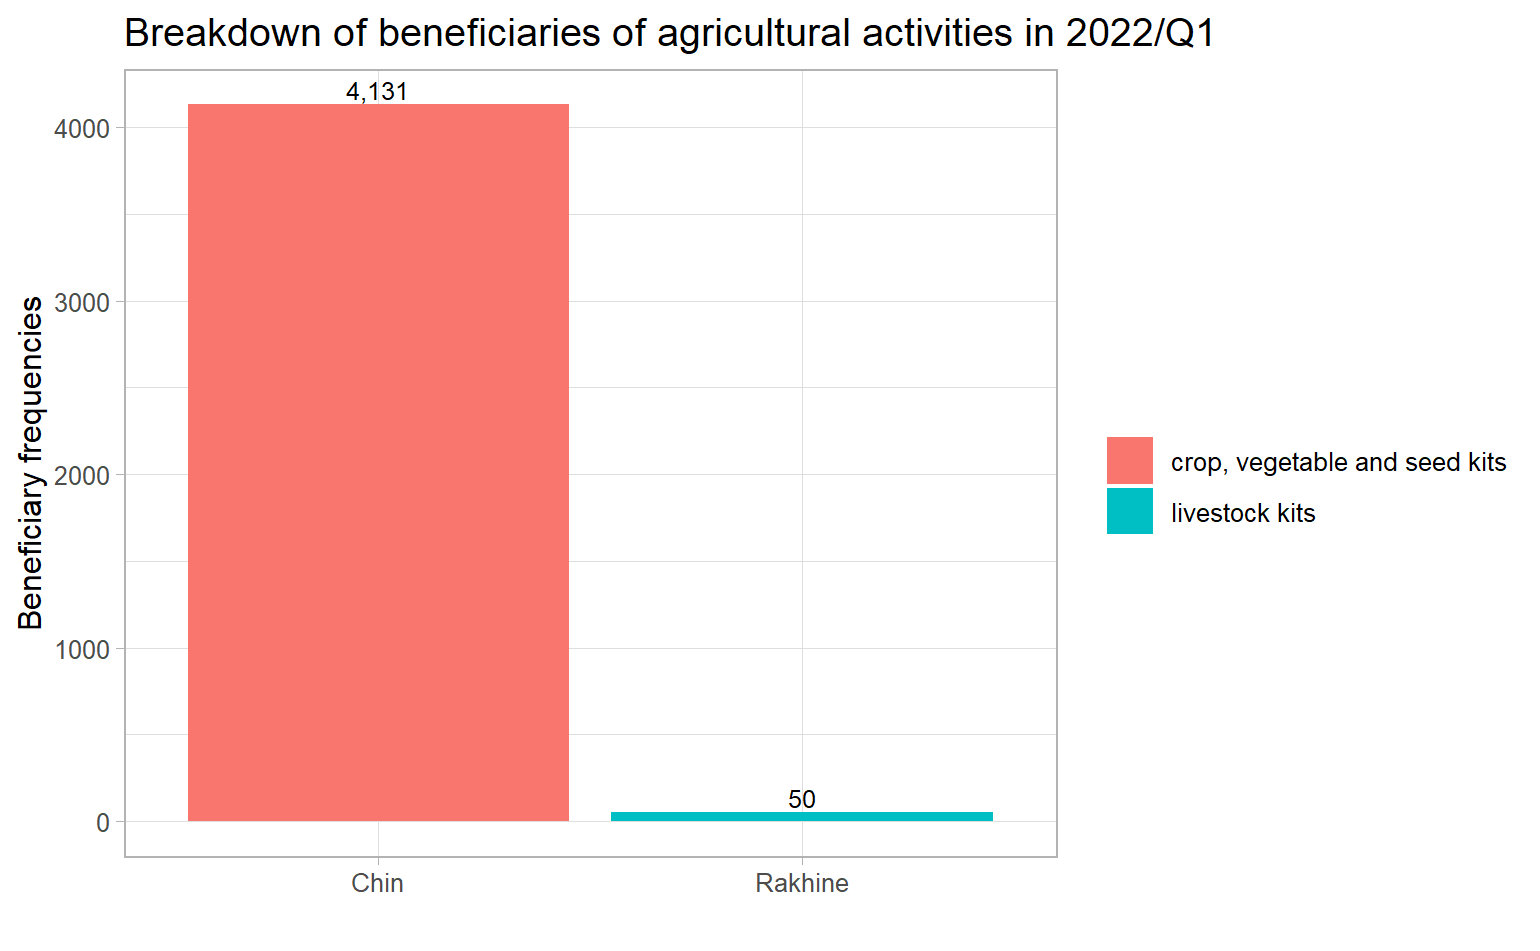 Breakdown of beneficiaries of agricultural activities in 2022/Q1
Beneficiary frequencies
4000
3000
2000
1000
0
4,131
50
Chin
Rakhine
crop, vegetable and seed kits
livestock kits